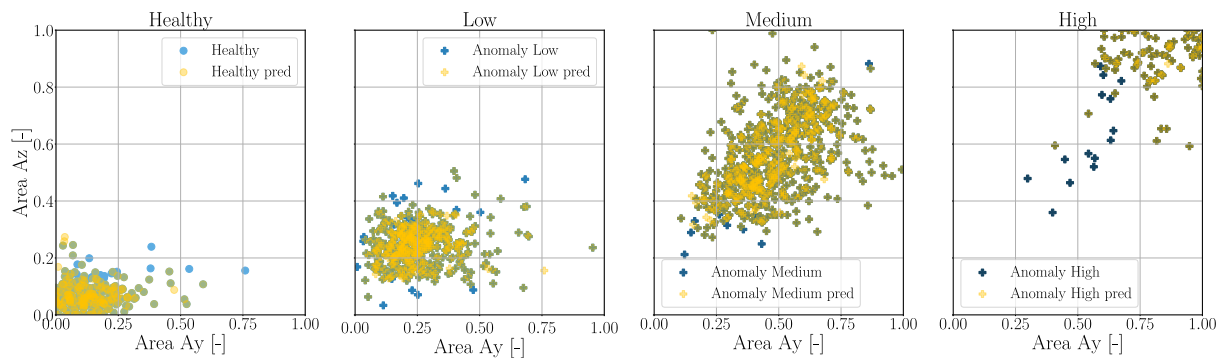 Healthy
Low
Medium
High
Area Az [-]
1.0
0.8
0.6
0.4
0.2
0.0
Healthy
Healthy pred
Anomaly Low
Anomaly Low pred
Anomaly Medium
Anomaly Medium pred
Anomaly High
Anomaly High pred
0.00 0.25 0.50 0.75 1.00
0.00 0.25 0.50 0.75 1.00
0.00 0.25 0.50 0.75 1.00
0.00 0.25 0.50 0.75 1.00
Area Ay [-]
Area Ay [-]
Area Ay [-]
Area Ay [-]